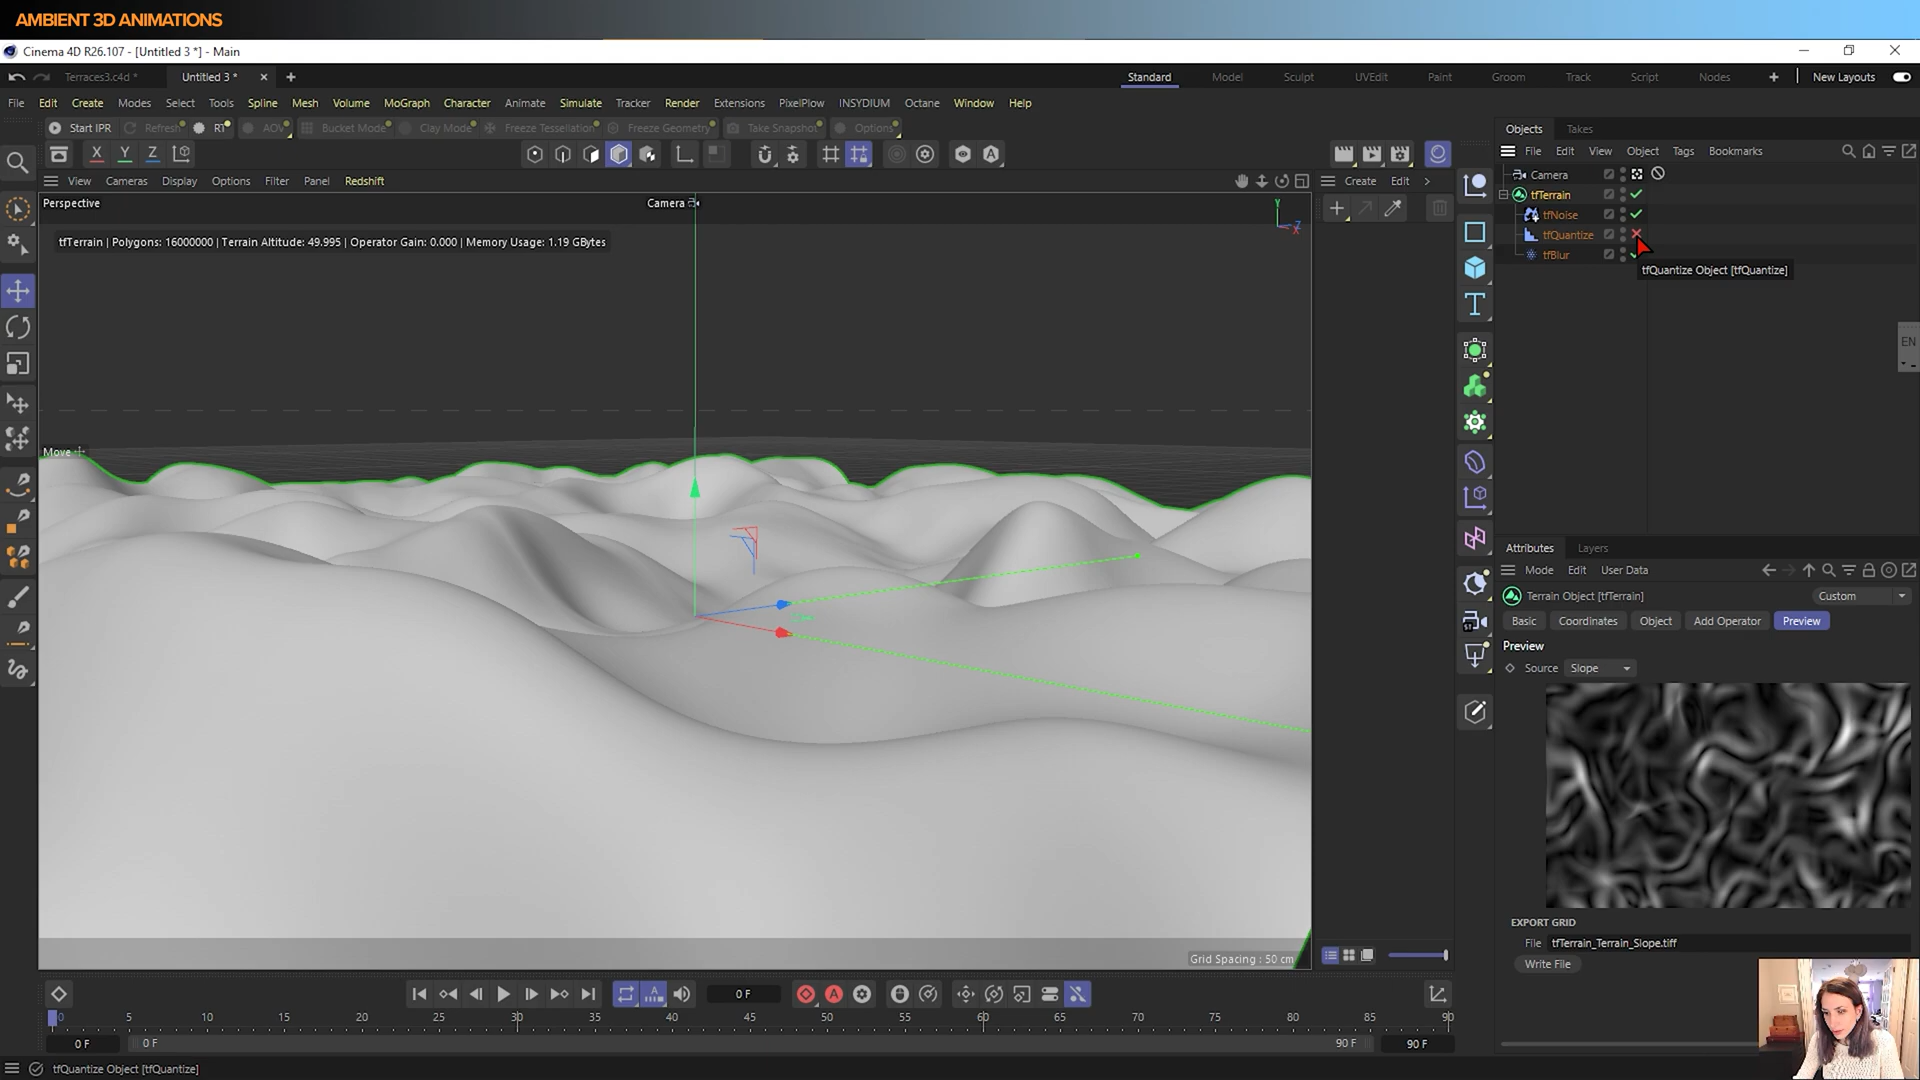 AMBIENT 3D ANIMATIONS
Cinema 4D R26.107 - [Untitled 3 *] - Main
Terraces3.c4d *
Untitled 3 *
Standard
Model
Sculpt
UVEdit
Paint
Groom
Track
Script
Nodes
New Layouts
File Edit Create Modes Select Tools Spline Mesh Volume MoGraph Character Animate Simulate Tracker Render Extensions PixelPlow INSYDIUM Octane Window Help
Start IPR Refresh RT AOV Bucket Mode Clay Mode Freeze Tessellation Freeze Geometry Take Snapshot Options
Objects Takes
File Edit View Object Tags Bookmarks
View Cameras Display Options Filter Panel Redshift
Create Edit
Camera
tfTerrain
tfNoise
tfQuantize
tfBlur
tfQuantize Object [tfQuantize]
Perspective
Camera
Y
Z
X
tfTerrain | Polygons: 16000000 | Terrain Altitude: 49.995 | Operator Gain: 0.000 | Memory Usage: 1.19 GBytes
EN
Move
Grid Spacing : 50 cm
Attributes Layers
Mode Edit User Data
Terrain Object [tfTerrain]
Custom
Basic Coordinates Object Add Operator Preview
Preview
Source Slope
EXPORT GRID
File tfTerrain_Terrain_Slope.tiff
Write File
0 F
0 5 10 15 20 25 30 35 40 45 50 55 60 65 70 75 80 85 90
0 F 0 F 90 F 90 F
tfQuantize Object [tfQuantize]